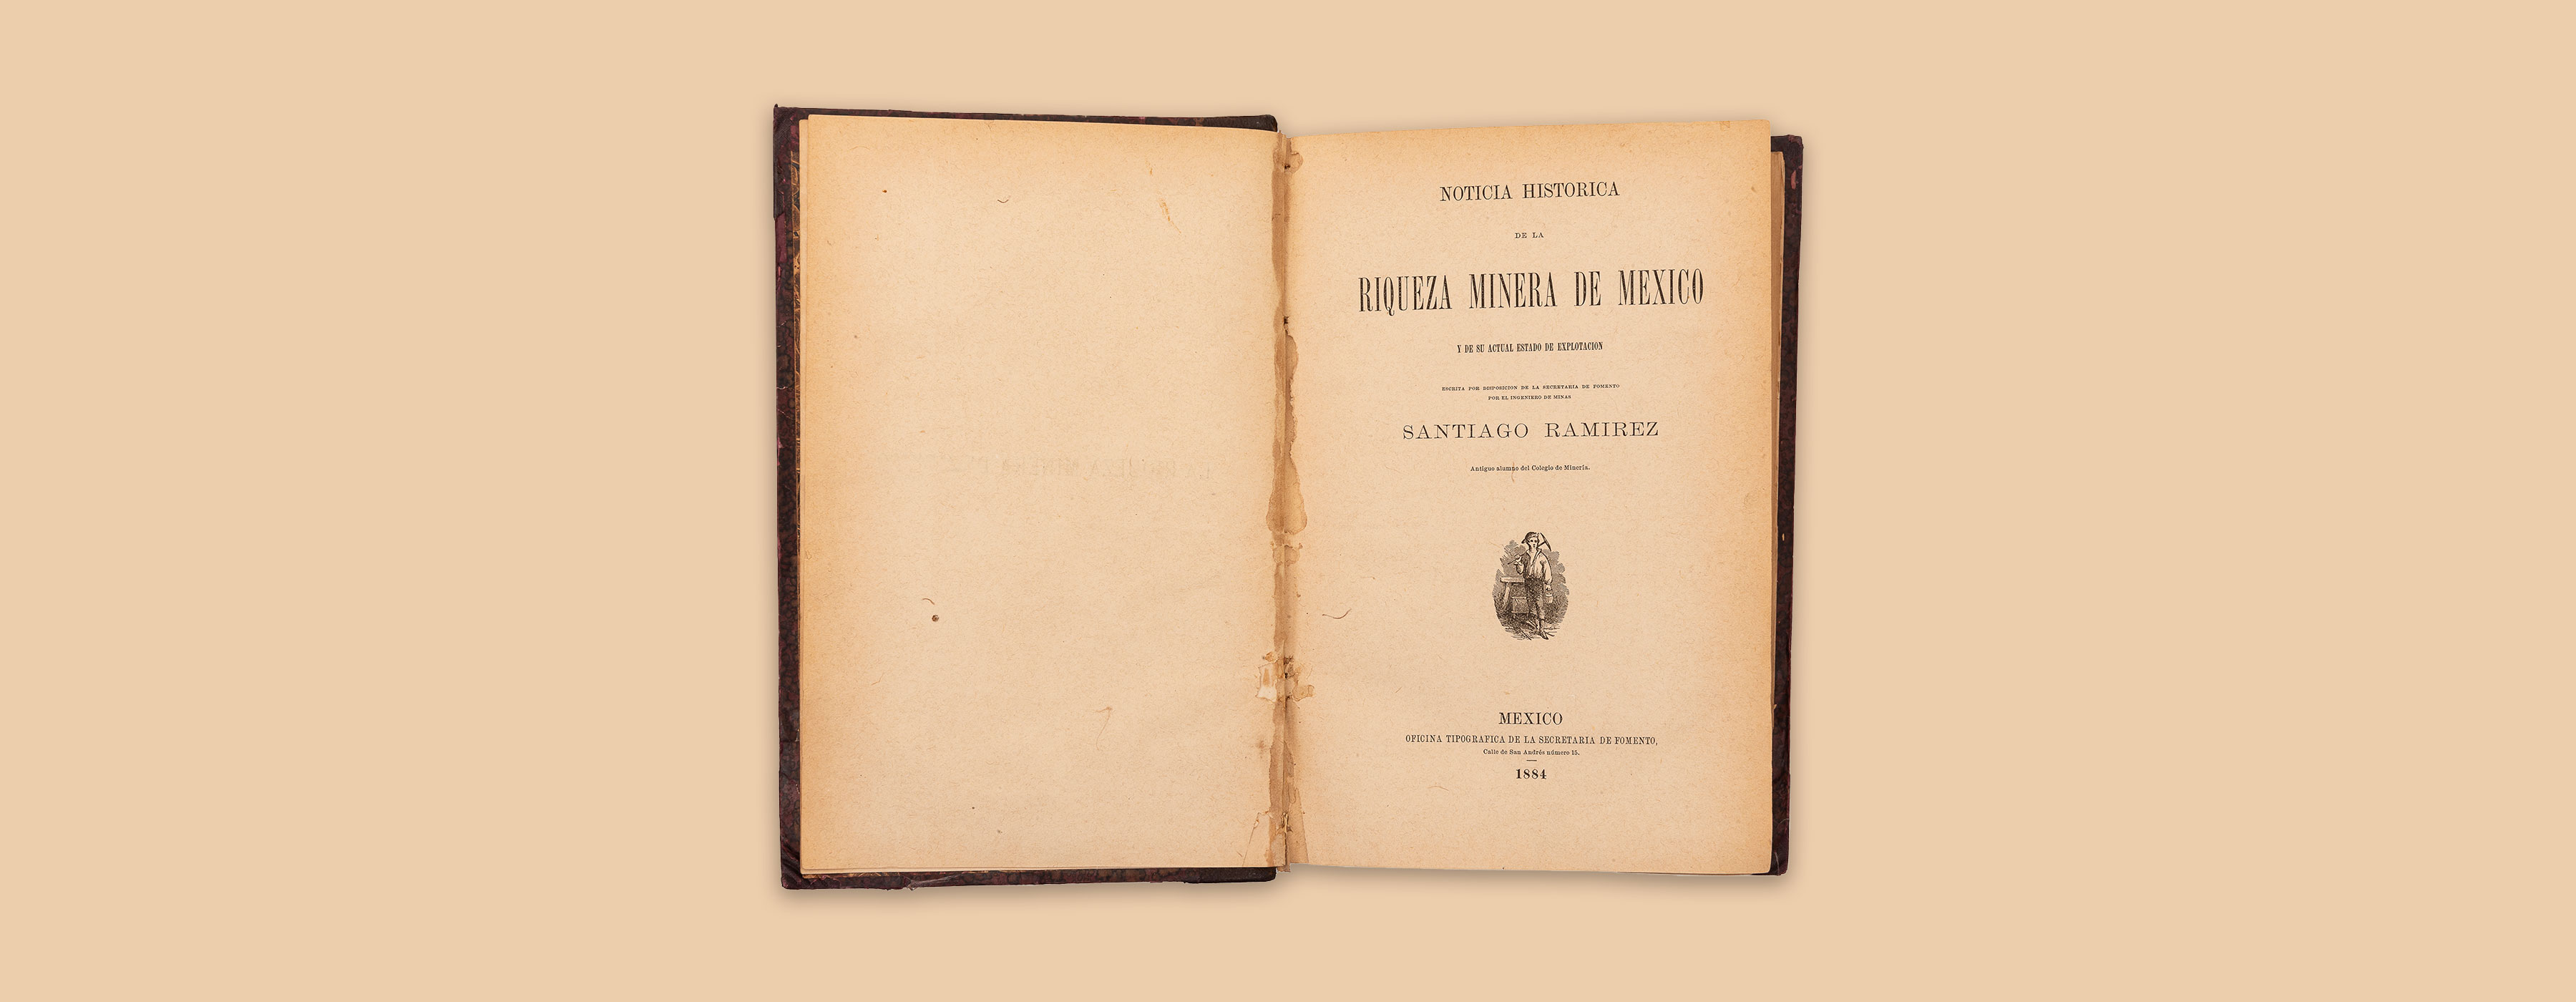 NOTICIA HISTORICA
DE LA
RIQUEZA MINERA DE MEXICO
Y DE SU ACTUAL ESTADO DE EXPLOTACION
ESCRITA POR DISPOSICION DE LA SECRETARIA DE FOMENTO
POR EL INGENIERO DE MINAS
SANTIAGO RAMIREZ
Antiguo alumno del Colegio de Minería.
MEXICO
OFICINA TIPOGRAFICA DE LA SECRETARIA DE FOMENTO,
Calle de San Andrés número 15.
1884